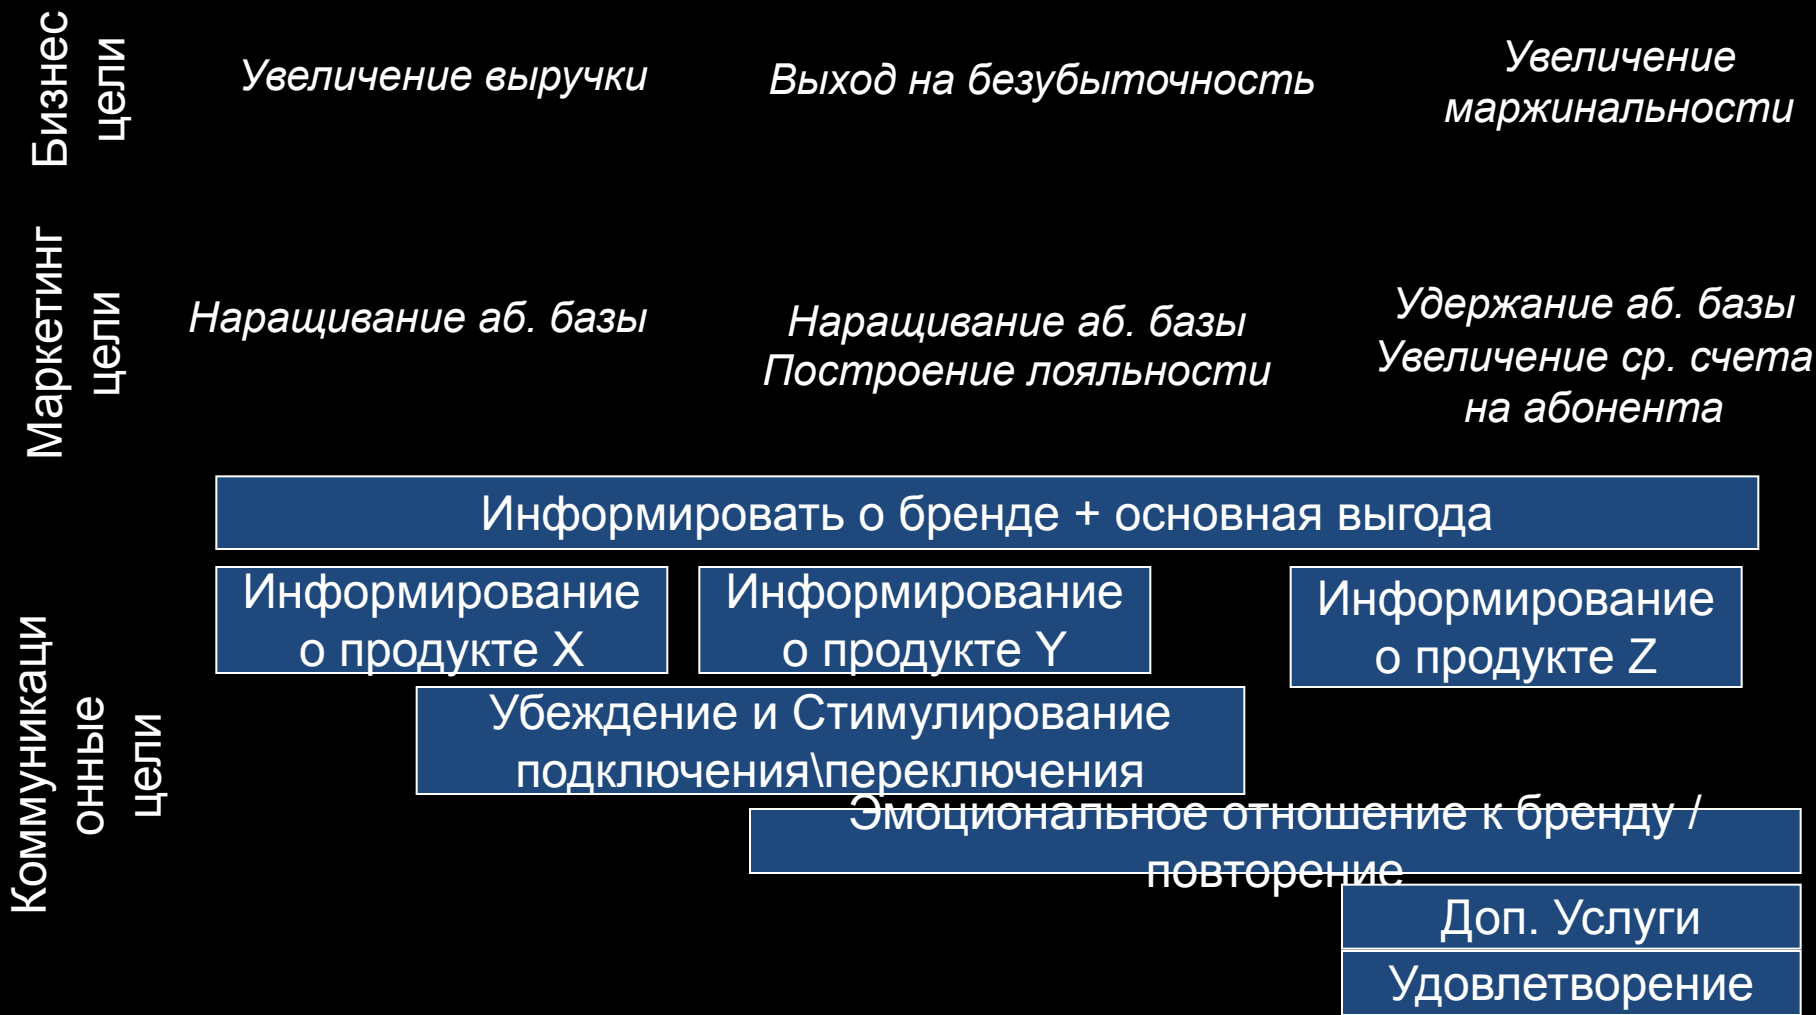 Бизнес
цели
Увеличение выручки
Выход на безубыточность
Увеличение
маржинальности
Маркетинг
цели
Наращивание аб. базы
Наращивание аб. базы
Построение лояльности
Удержание аб. базы
Увеличение ср. счета
на абонента
Коммуникаци
онные
цели
Информировать о бренде + основная выгода
Информирование
о продукте X
Информирование
о продукте Y
Информирование
о продукте Z
Убеждение и Стимулирование
подключения\переключения
Эмоциональное отношение к бренду /
повторение
Доп. Услуги
Удовлетворение